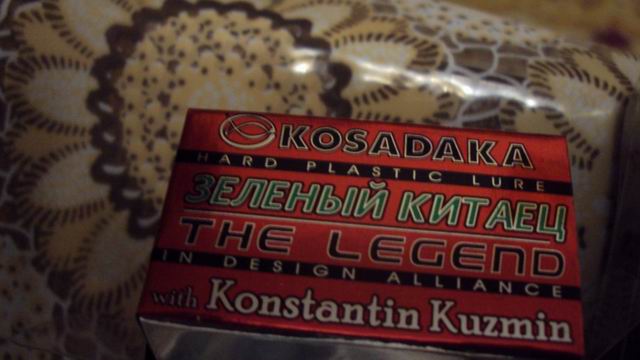 KOSADAKA
HARD PLASTIC LURE
ЗЕЛЕНЫЙ КИТАЕЦ
THE LEGEND
IN DESIGN ALLIANCE
with Konstantin Kuzmin